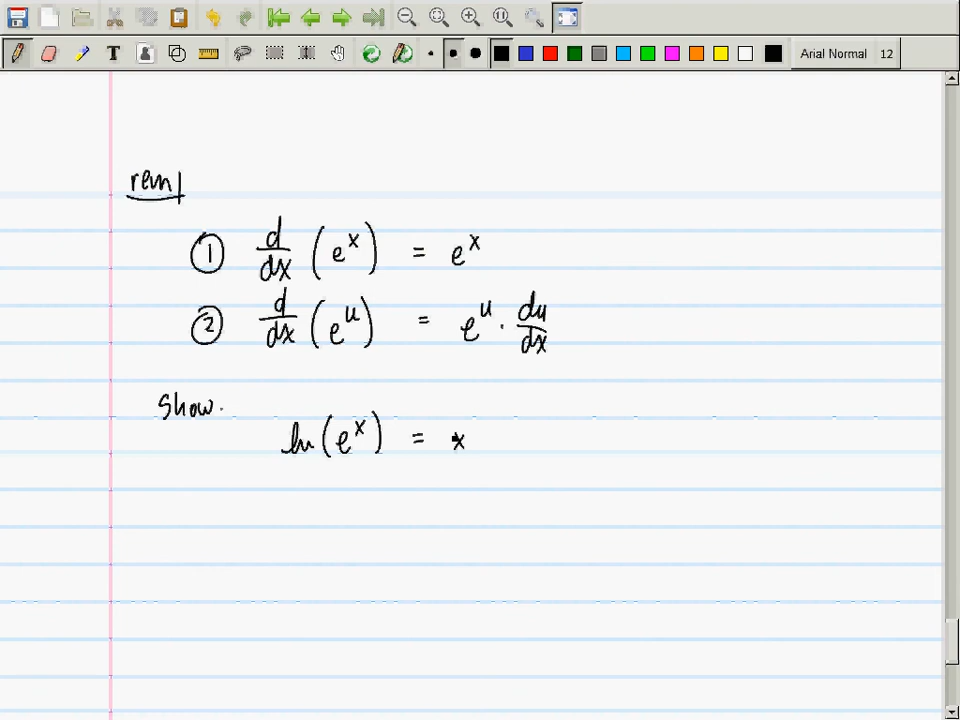 Arial Normal 12
rem
① d/dx (e^x) = e^x
② d/dx (e^u) = e^u · du/dx
Show.
ln(e^x) = x